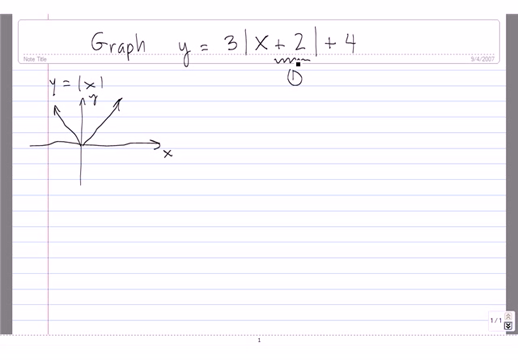 Graph y = 3|x + 2| + 4
Note Title
9/4/2007
①
y = |x|
y
x
1/1
1